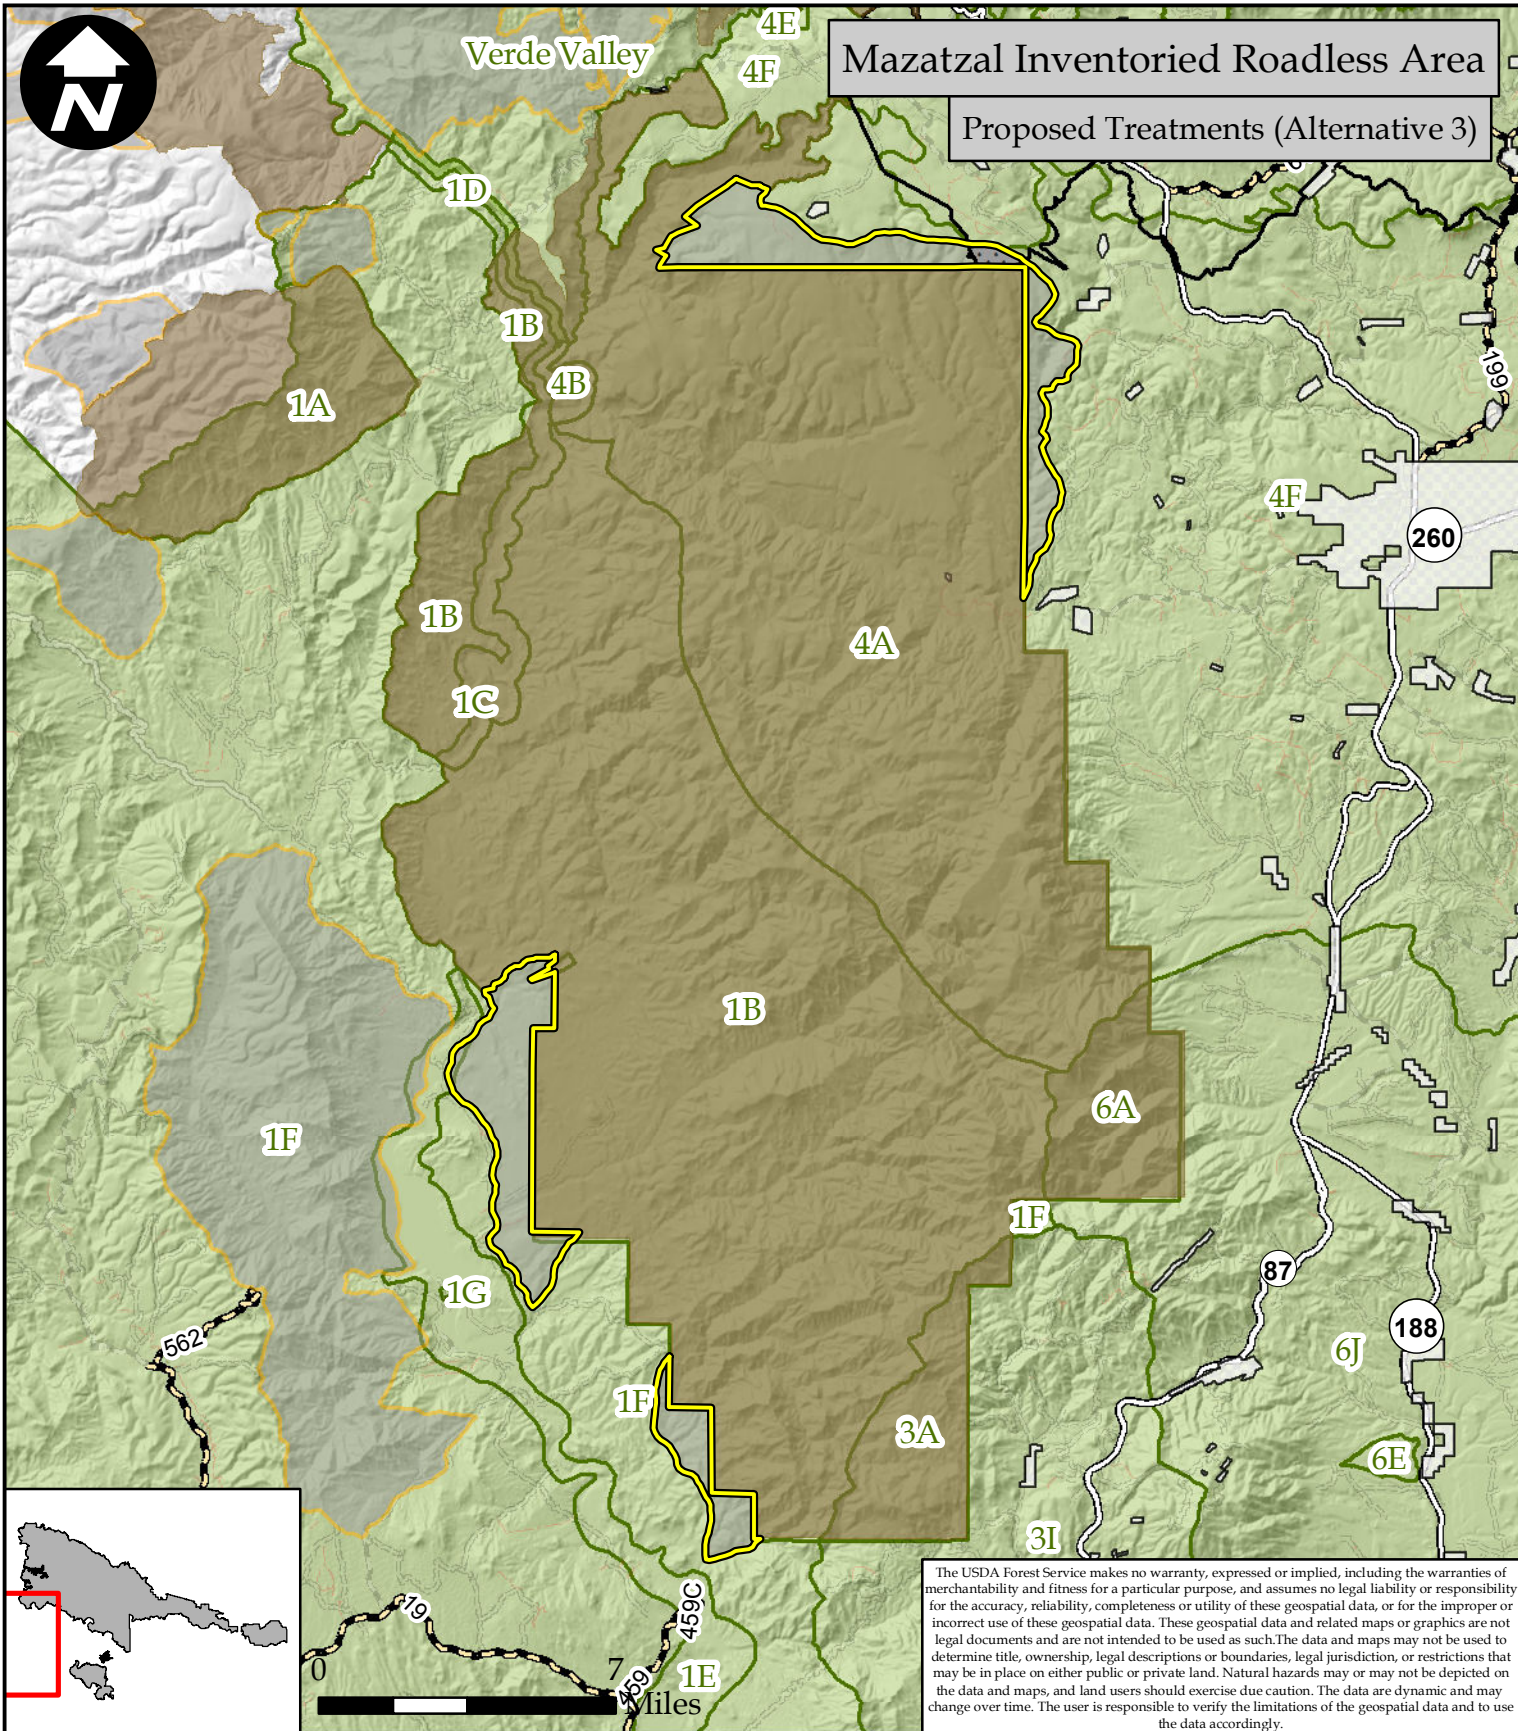 Mazatzal Inventoried Roadless Area
Proposed Treatments (Alternative 3)
N
Verde Valley
4E
4F
1D
1B
4B
1A
199
4F
260
1B
4A
1C
1B
6A
1F
1F
87
1G
188
562
6J
1F
3A
6E
3I
19
459C
459
1E
0
7
Miles
The USDA Forest Service makes no warranty, expressed or implied, including the warranties of
merchantability and fitness for a particular purpose, and assumes no legal liability or responsibility
for the accuracy, reliability, completeness or utility of these geospatial data, or for the improper or
incorrect use of these geospatial data. These geospatial data and related maps or graphics are not
legal documents and are not intended to be used as such.The data and maps may not be used to
determine title, ownership, legal descriptions or boundaries, legal jurisdiction, or restrictions that
may be in place on either public or private land. Natural hazards may or may not be depicted on
the data and maps, and land users should exercise due caution. The data are dynamic and may
change over time. The user is responsible to verify the limitations of the geospatial data and to use
the data accordingly.